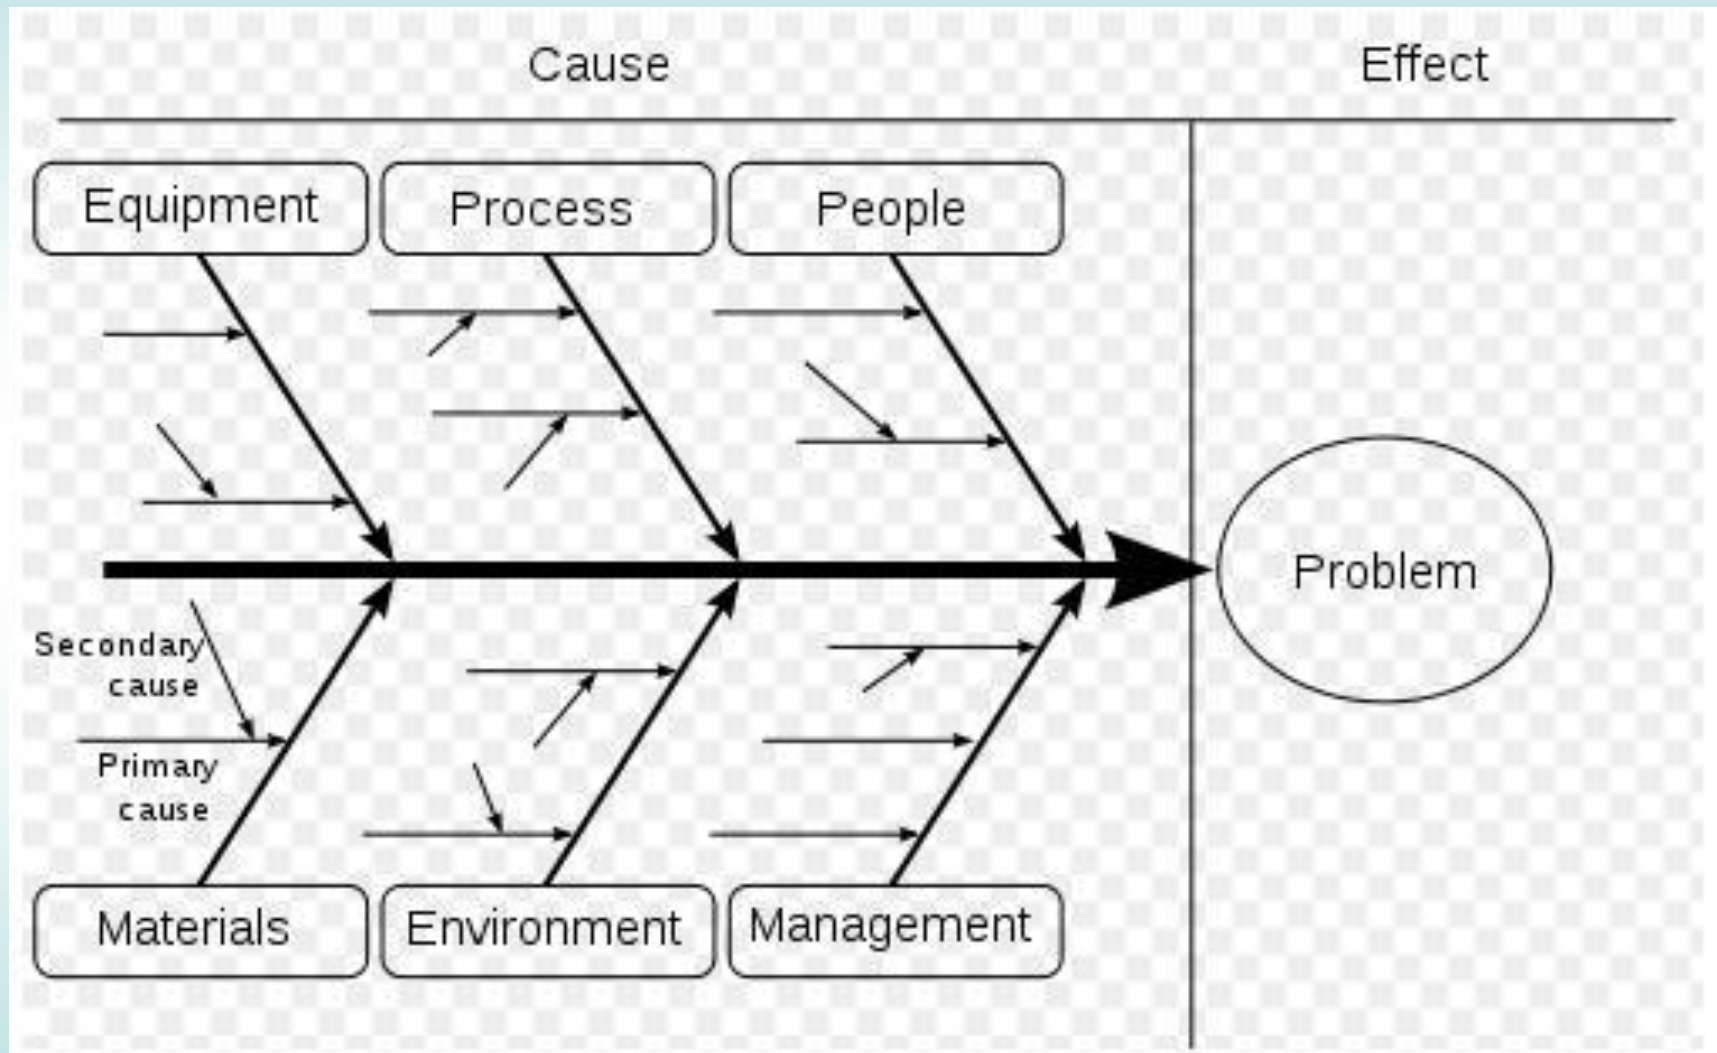 Cause
Effect
Equipment
Process
People
Problem
Secondary
cause
Primary
cause
Materials
Environment
Management